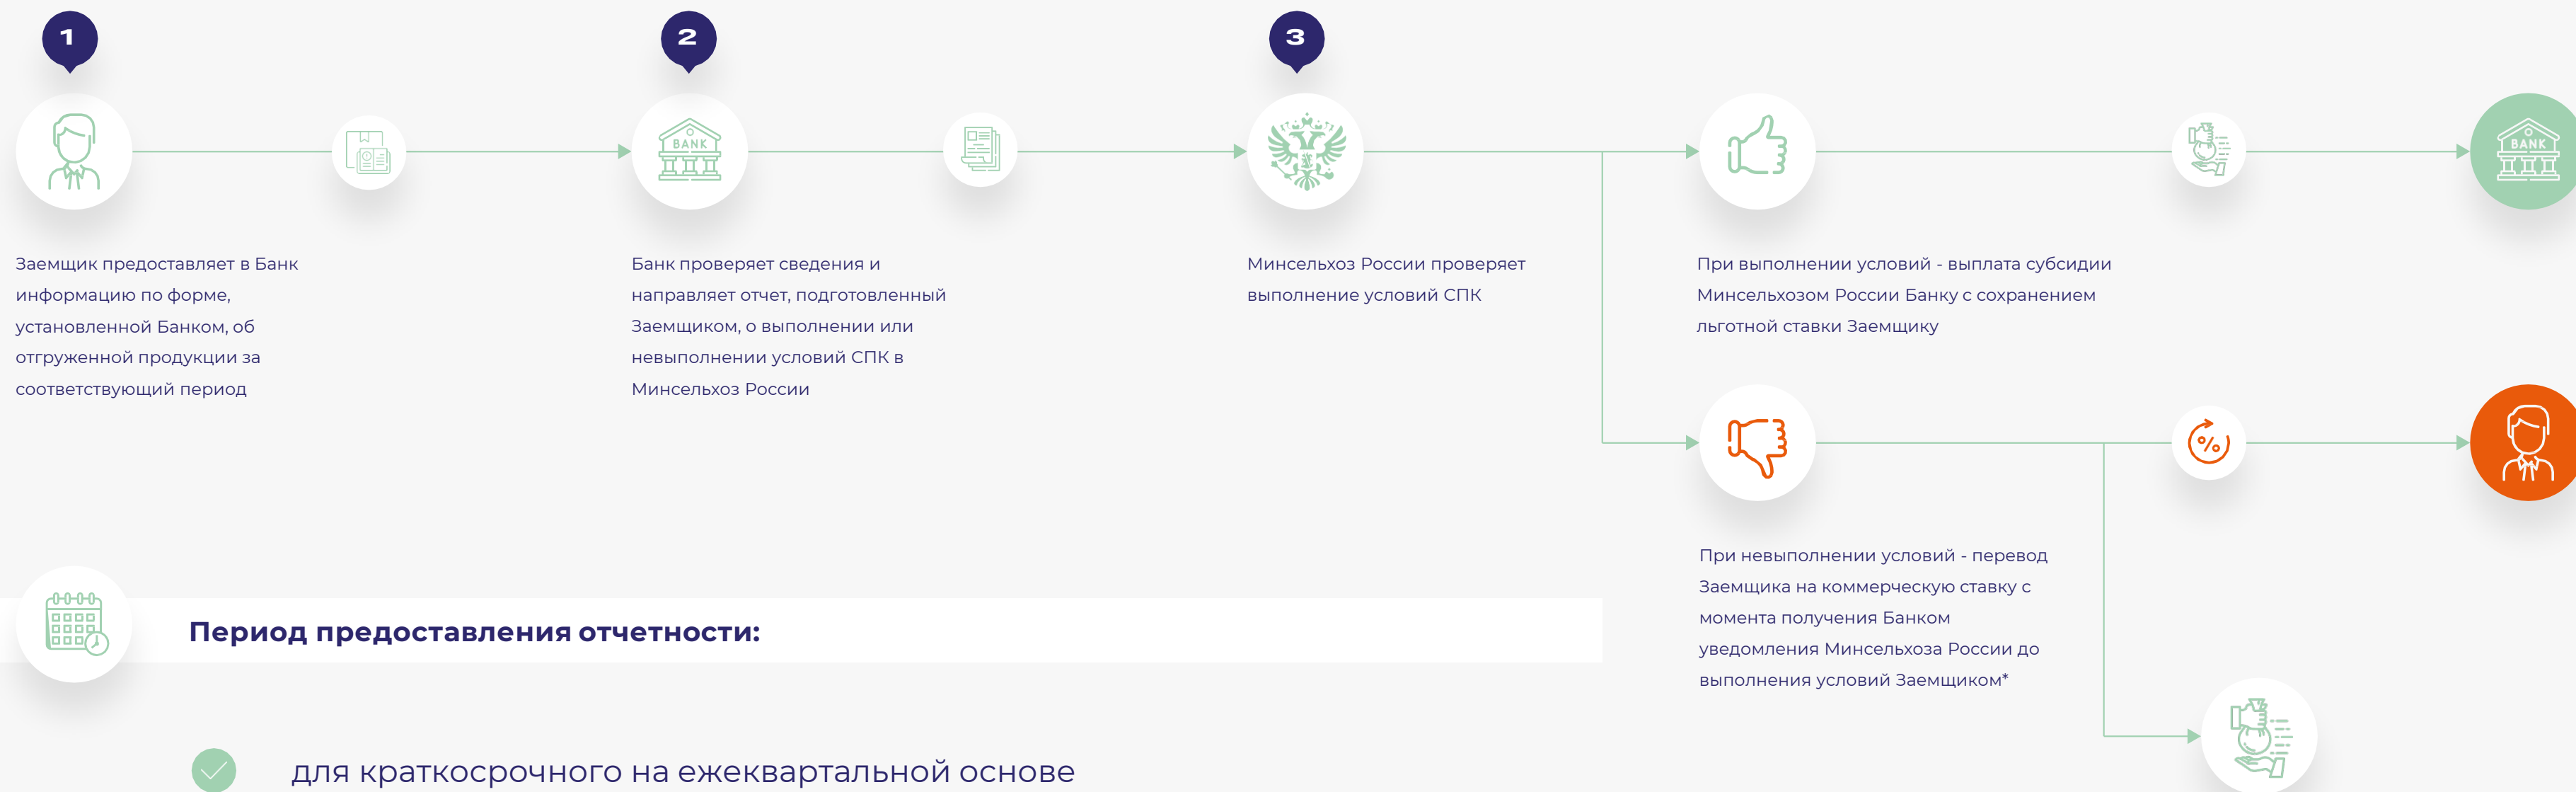 1
2
3
BANK
BANK
Заемщик предоставляет в Банк
информацию по форме,
установленной Банком, об
отгруженной продукции за
соответствующий период
Банк проверяет сведения и
направляет отчет, подготовленный
Заемщиком, о выполнении или
невыполнении условий СПК в
Минсельхоз России
Минсельхоз России проверяет
выполнение условий СПК
При выполнении условий - выплата субсидии
Минсельхозом России Банку с сохранением
льготной ставки Заемщику
%
При невыполнении условий - перевод
Заемщика на коммерческую ставку с
момента получения Банком
уведомления Минсельхоза России до
выполнения условий Заемщиком*
Период предоставления отчетности:
для краткосрочного на ежеквартальной основе